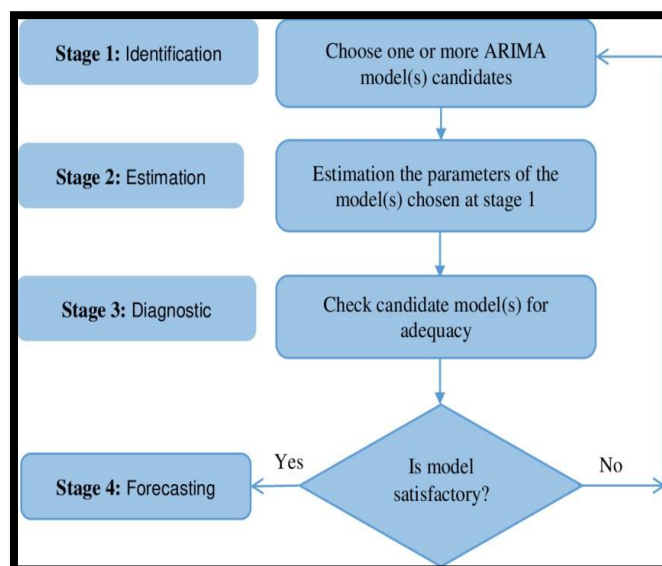 Stage 1: Identification
Choose one or more ARIMA
model(s) candidates
Stage 2: Estimation
Estimation the parameters of the
model(s) chosen at stage 1
Stage 3: Diagnostic
Check candidate model(s) for
adequacy
Stage 4: Forecasting
Yes
Is model
satisfactory?
No